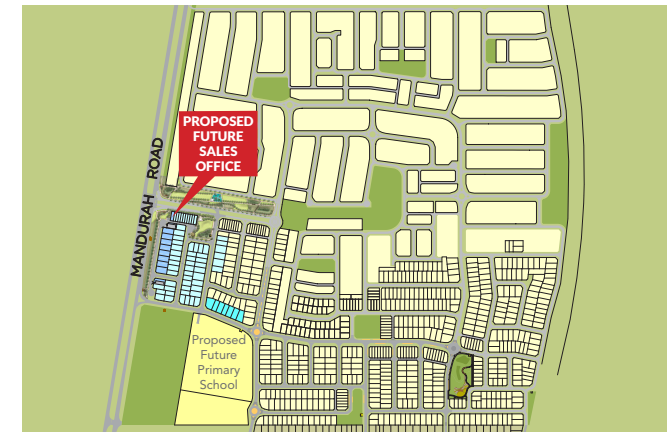 PROPOSED
FUTURE
SALES
OFFICE
MANDURAH ROAD
Proposed
Future
Primary
School